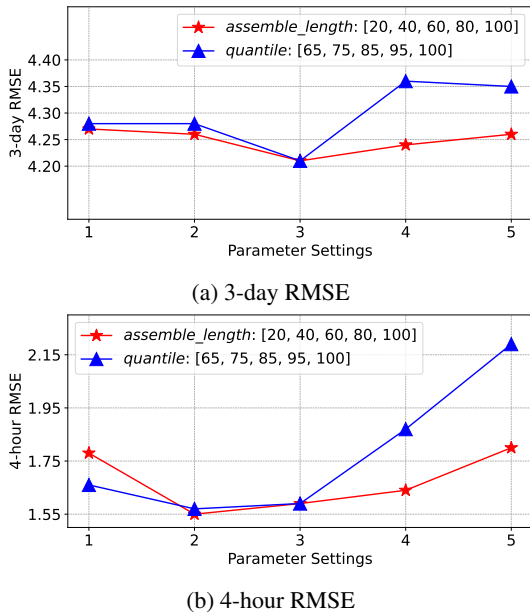 assemble_length: [20, 40, 60, 80, 100]
quantile: [65, 75, 85, 95, 100]
3-day RMSE
4.40
4.35
4.30
4.25
4.20
1 2 3 4 5
Parameter Settings
(a) 3-day RMSE
assemble_length: [20, 40, 60, 80, 100]
quantile: [65, 75, 85, 95, 100]
4-hour RMSE
2.15
1.95
1.75
1.55
1 2 3 4 5
Parameter Settings
(b) 4-hour RMSE